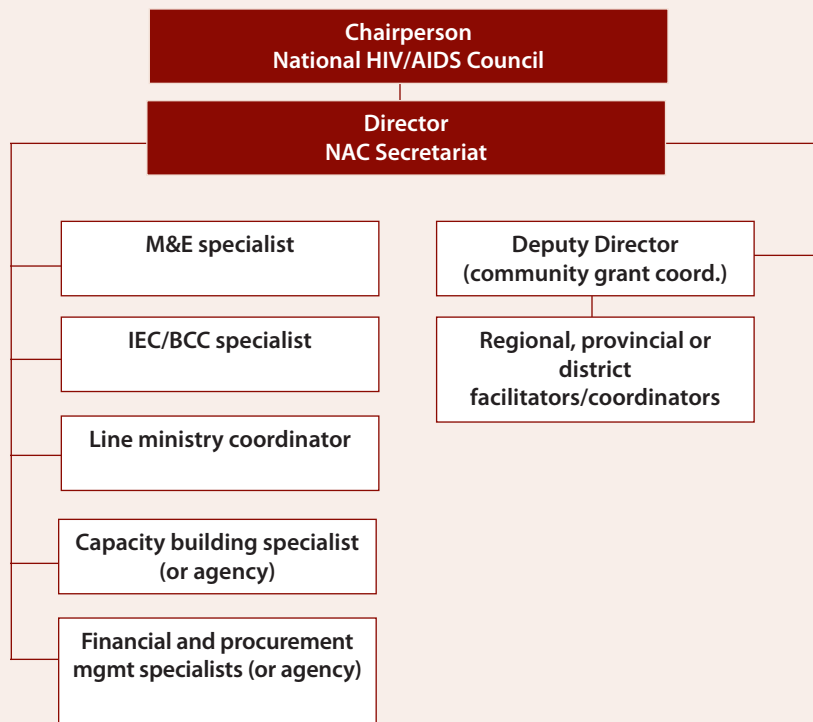 Chairperson
National HIV/AIDS Council
Director
NAC Secretariat
M&E specialist
IEC/BCC specialist
Line ministry coordinator
Capacity building specialist
(or agency)
Financial and procurement
mgmt specialists (or agency)
Deputy Director
(community grant coord.)
Regional, provincial or
district
facilitators/coordinators